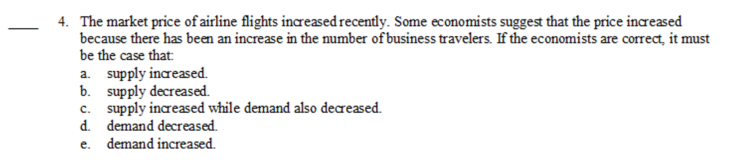 ____ 4. The market price of airline flights increased recently. Some economists suggest that the price increased
because there has been an increase in the number of business travelers. If the economists are correct, it must
be the case that:
a. supply increased.
b. supply decreased.
c. supply increased while demand also decreased.
d. demand decreased.
e. demand increased.